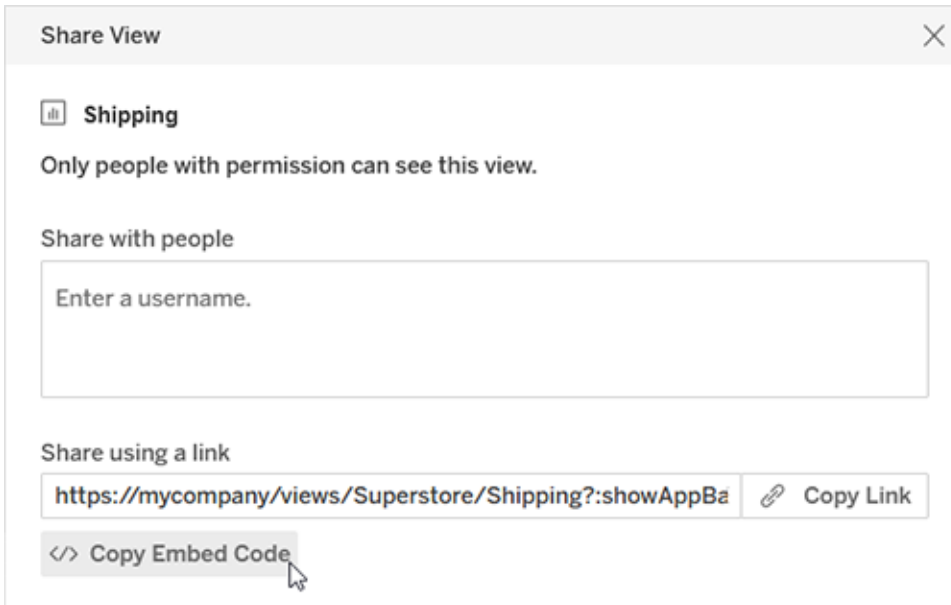 Share View
Shipping
Only people with permission can see this view.
Share with people
Enter a username.
Share using a link
https://mycompany/views/Superstore/Shipping?:showAppBa
Copy Link
</> Copy Embed Code